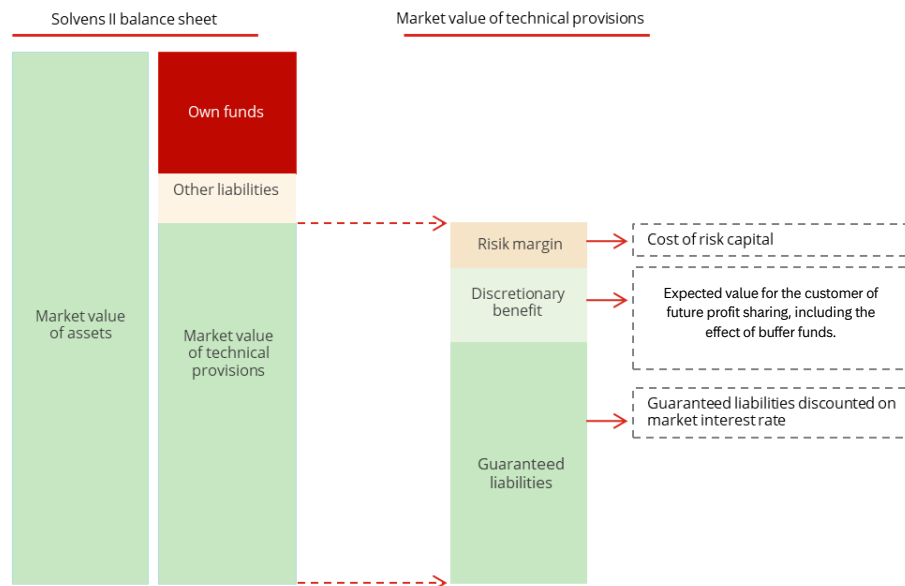 Solvens II balance sheet
Market value of technical provisions
Own funds
Other liabilities
Market value
of assets
Market value
of technical
provisions
Risik margin
Discretionary
benefit
Guaranteed
liabilities
Cost of risk capital
Expected value for the customer of
future profit sharing, including the
effect of buffer funds.
Guaranteed liabilities discounted on
market interest rate